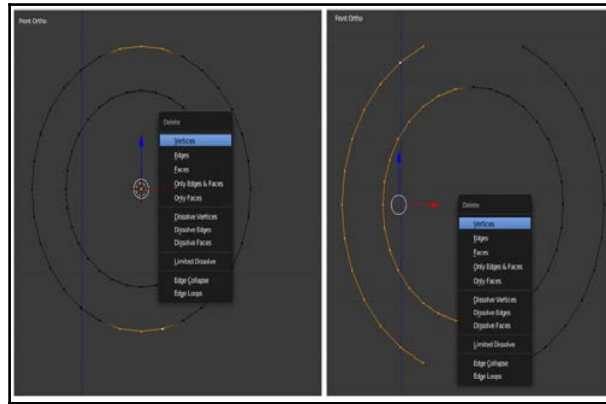 Front Ortho
Delete
Vertices
Edges
Faces
Only Edges & Faces
Only Faces
Dissolve Vertices
Dissolve Edges
Dissolve Faces
Limited Dissolve
Edge Collapse
Edge Loops
Front Ortho
Delete
Vertices
Edges
Faces
Only Edges & Faces
Only Faces
Dissolve Vertices
Dissolve Edges
Dissolve Faces
Limited Dissolve
Edge Collapse
Edge Loops